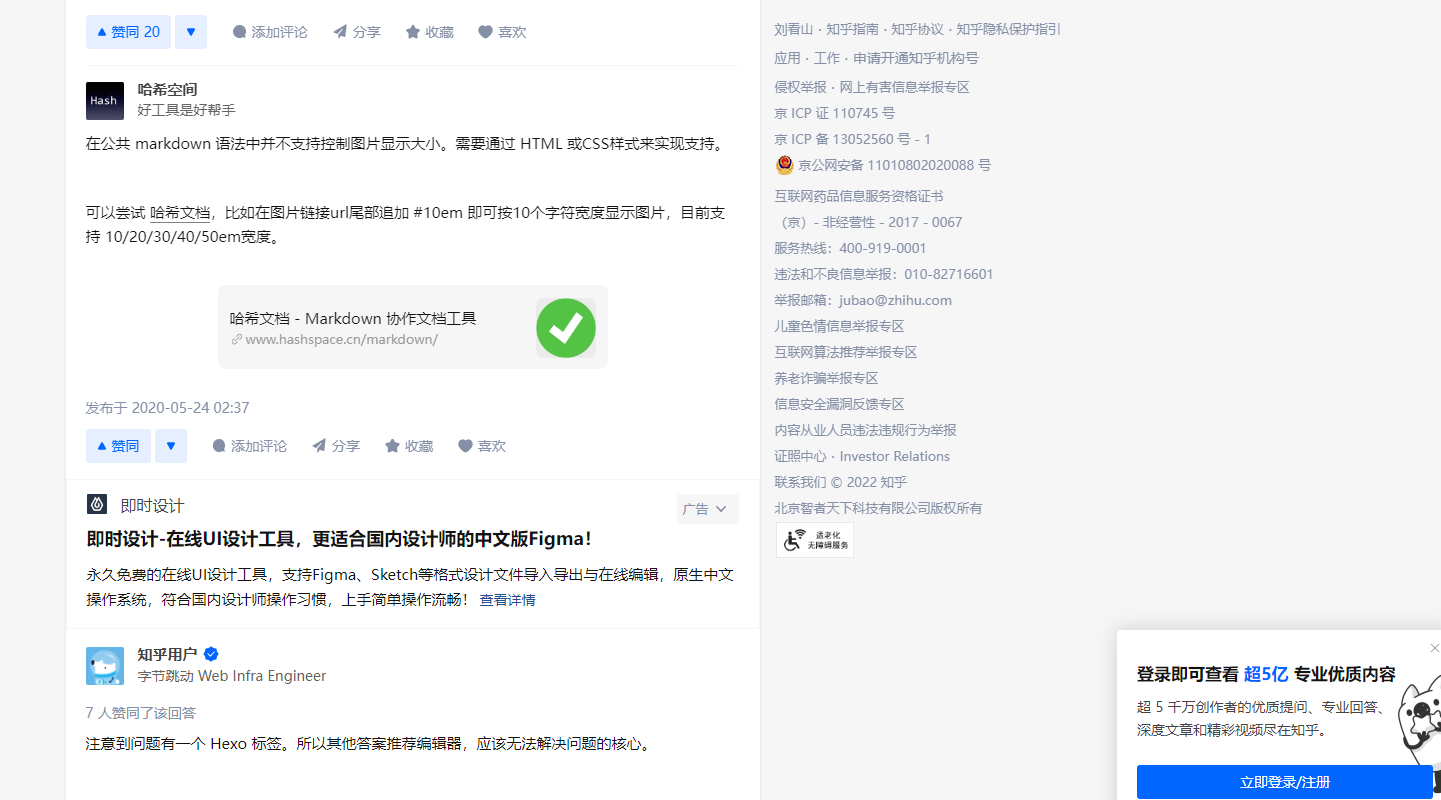 赞同 20
添加评论
分享
收藏
喜欢
Hash
哈希空间
好工具是好帮手
在公共 markdown 语法中并不支持控制图片显示大小。需要通过 HTML 或CSS样式来实现支持。
可以尝试 哈希文档，比如在图片链接url尾部追加 #10em 即可按10个字符宽度显示图片，目前支
持 10/20/30/40/50em宽度。
哈希文档 - Markdown 协作文档工具
www.hashspace.cn/markdown/
发布于 2020-05-24 02:37
赞同
添加评论
分享
收藏
喜欢
即时设计
广告
即时设计-在线UI设计工具，更适合国内设计师的中文版Figma！
永久免费的在线UI设计工具，支持Figma、Sketch等格式设计文件导入导出与在线编辑，原生中文
操作系统，符合国内设计师操作习惯，上手简单操作流畅！ 查看详情
知乎用户
字节跳动 Web Infra Engineer
7 人赞同了该回答
注意到问题有一个 Hexo 标签。所以其他答案推荐编辑器，应该无法解决问题的核心。
刘看山 · 知乎指南 · 知乎协议 · 知乎隐私保护指引
应用 · 工作 · 申请开通知乎机构号
侵权举报 · 网上有害信息举报专区
京 ICP 证 110745 号
京 ICP 备 13052560 号 - 1
京公网安备 11010802020088 号
互联网药品信息服务资格证书
（京）- 非经营性 - 2017 - 0067
服务热线：400-919-0001
违法和不良信息举报：010-82716601
举报邮箱：jubao@zhihu.com
儿童色情信息举报专区
互联网算法推荐举报专区
养老诈骗举报专区
信息安全漏洞反馈专区
内容从业人员违法违规行为举报
证照中心 · Investor Relations
联系我们 © 2022 知乎
北京智者天下科技有限公司版权所有
适老化
无障碍服务
登录即可查看 超5亿 专业优质内容
超 5 千万创作者的优质提问、专业回答、
深度文章和精彩视频尽在知乎。
立即登录/注册